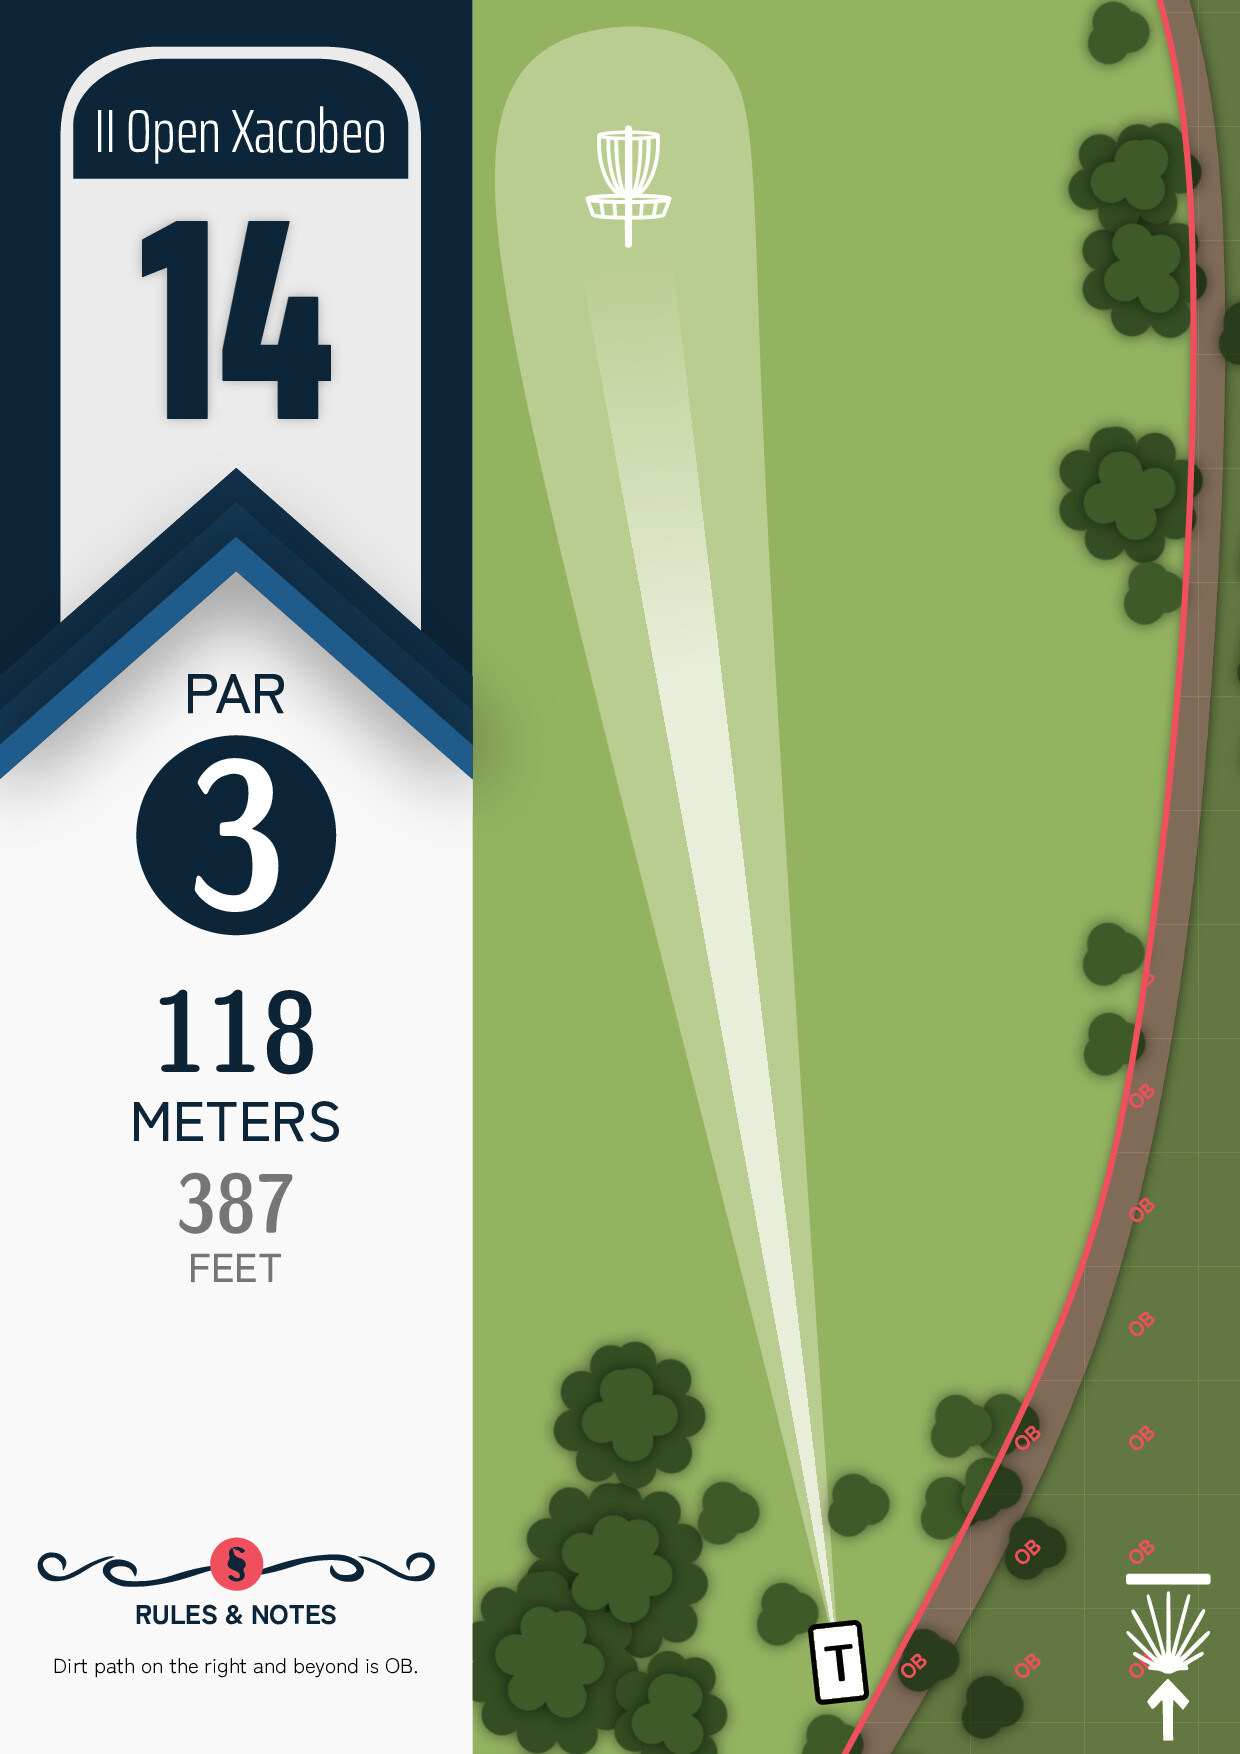 II Open Xacobeo
14
PAR
3
118
METERS
387
FEET
§
RULES & NOTES
Dirt path on the right and beyond is OB.
OB
OB
OB
OB
OB
OB
OB
OB
OB
T